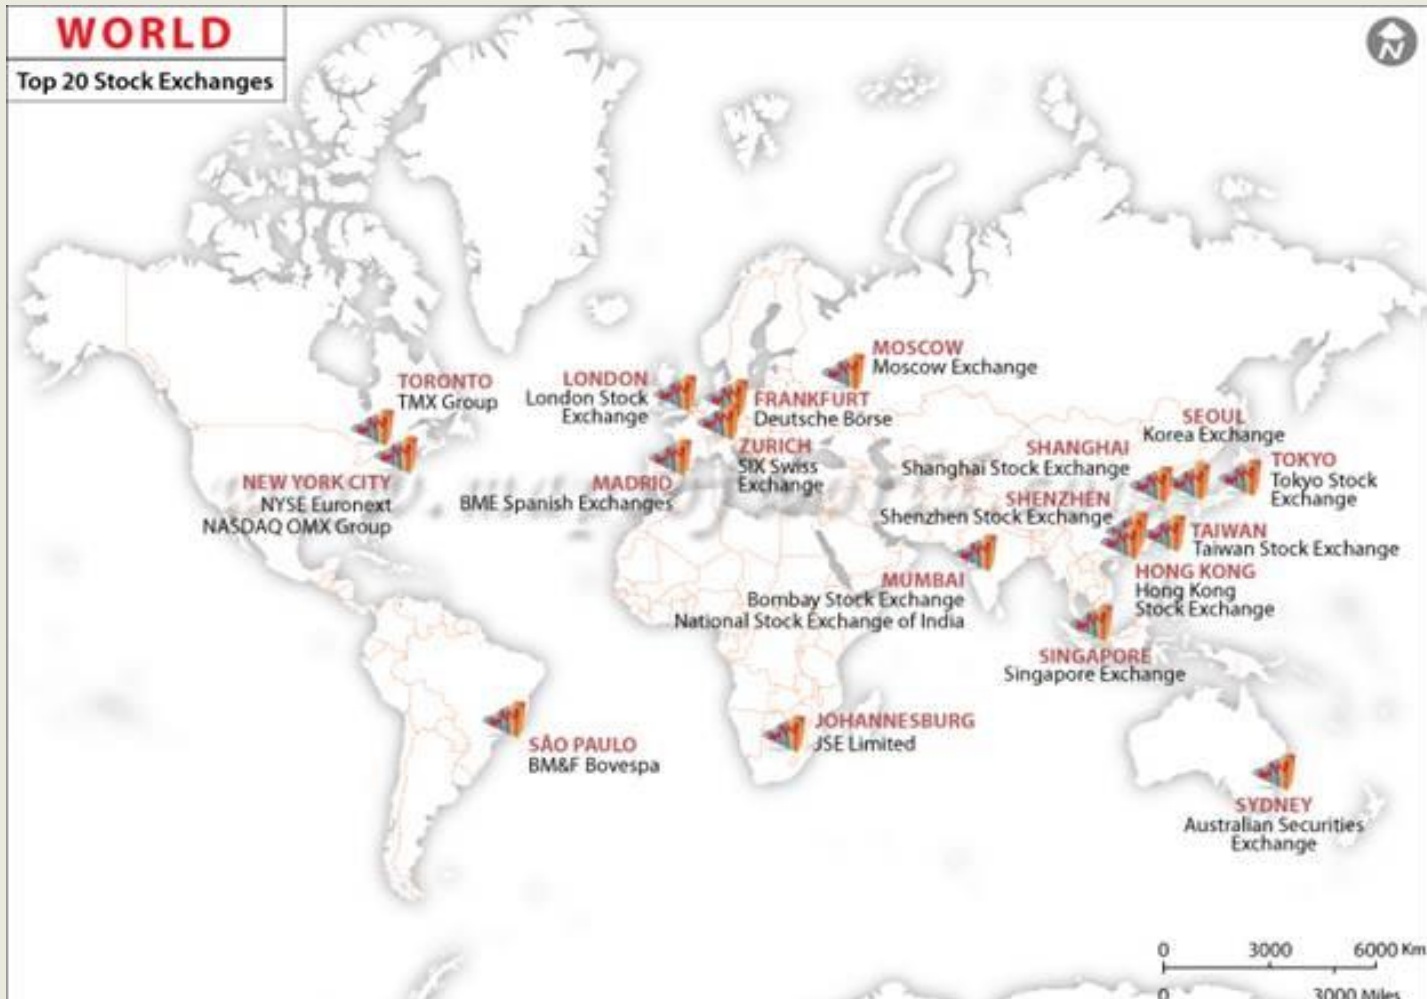 WORLD
Top 20 Stock Exchanges
N
MOSCOW
Moscow Exchange
TORONTO
TMX Group
LONDON
London Stock
Exchange
FRANKFURT
Deutsche Börse
SEOUL
Korea Exchange
ZURICH
SIX Swiss
Exchange
SHANGHAI
Shanghai Stock Exchange
TOKYO
Tokyo Stock
Exchange
NEW YORK CITY
NYSE Euronext
NASDAQ OMX Group
MADRID
BME Spanish Exchanges
SHENZHEN
Shenzhen Stock Exchange
TAIWAN
Taiwan Stock Exchange
MUMBAI
Bombay Stock Exchange
National Stock Exchange of India
HONG KONG
Hong Kong
Stock Exchange
SINGAPORE
Singapore Exchange
JOHANNESBURG
JSE Limited
SÃO PAULO
BM&F Bovespa
SYDNEY
Australian Securities
Exchange
0 3000 6000 Km
0 3000 Miles